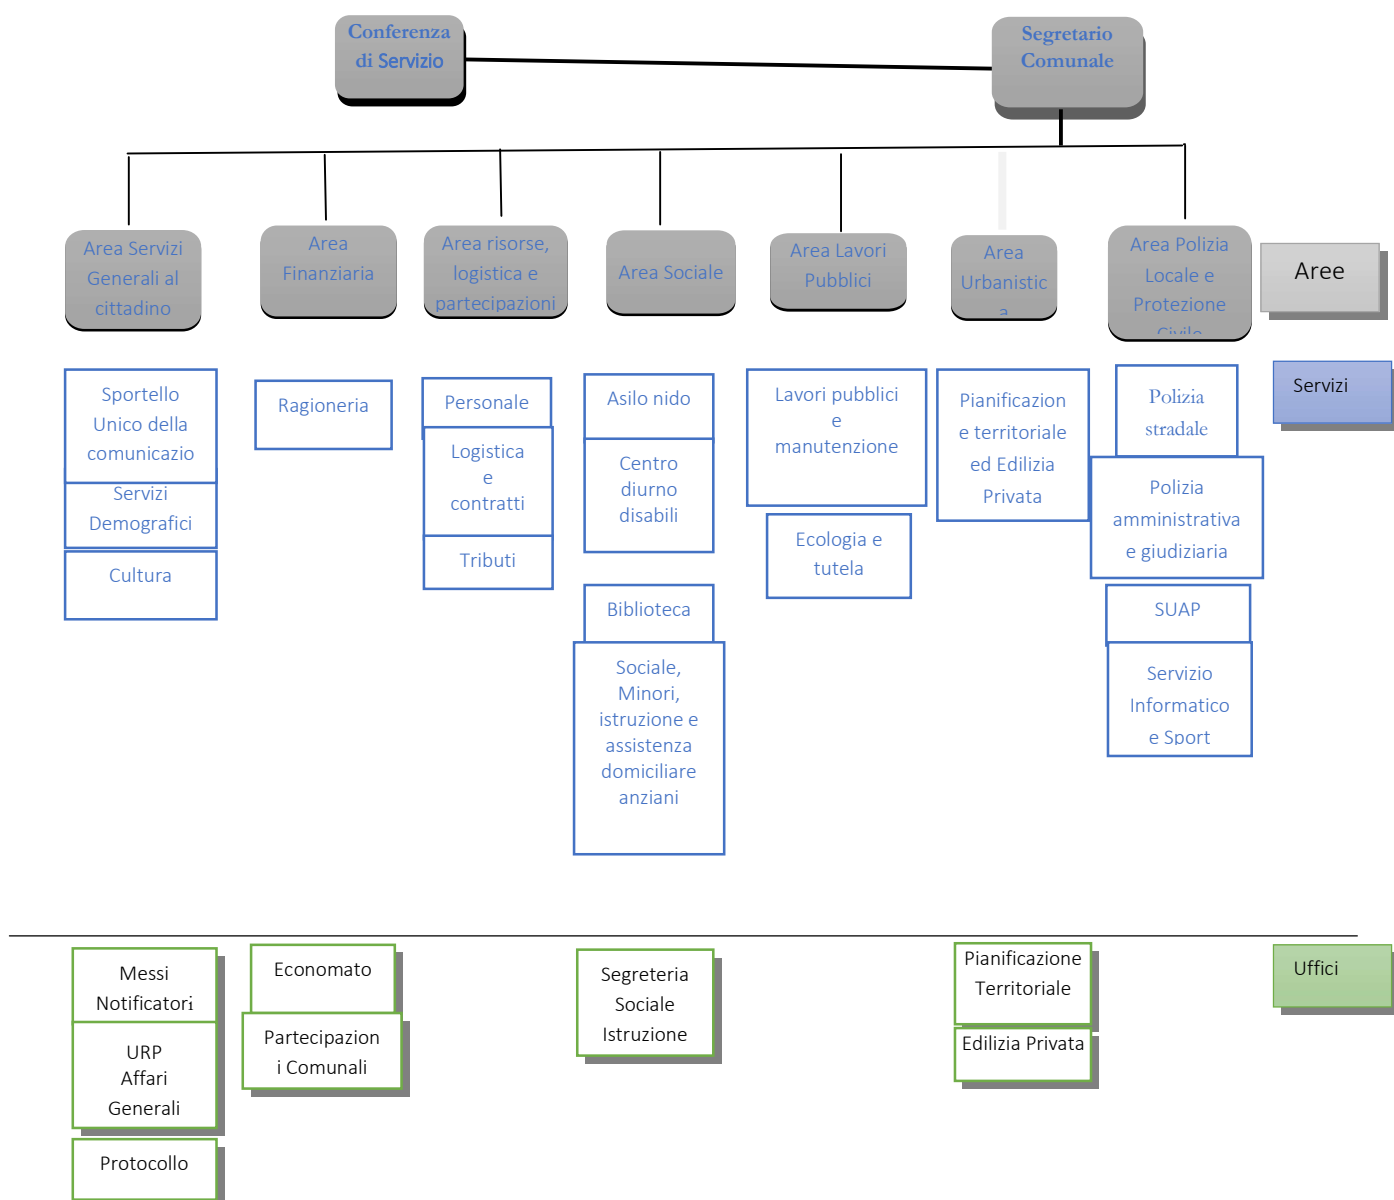 Conferenza
di Servizio
Segretario
Comunale
Area Servizi
Generali al
cittadino
Area
Finanziaria
Area risorse,
logistica e
partecipazioni
Area Sociale
Area Lavori
Pubblici
Area
Urbanistic
a
Area Polizia
Locale e
Protezione
Civile
Aree
Sportello
Unico della
comunicazio
Servizi
Demografici
Cultura
Ragioneria
Personale
Logistica
e
contratti
Tributi
Asilo nido
Centro
diurno
disabili
Biblioteca
Sociale,
Minori,
istruzione e
assistenza
domiciliare
anziani
Lavori pubblici
e
manutenzione
Ecologia e
tutela
Pianificazion
e territoriale
ed Edilizia
Privata
Polizia
stradale
Polizia
amministrativa
e giudiziaria
SUAP
Servizio
Informatico
e Sport
Servizi
Messi
Notificatori
URP
Affari
Generali
Protocollo
Economato
Partecipazion
i Comunali
Segreteria
Sociale
Istruzione
Pianificazione
Territoriale
Edilizia Privata
Uffici